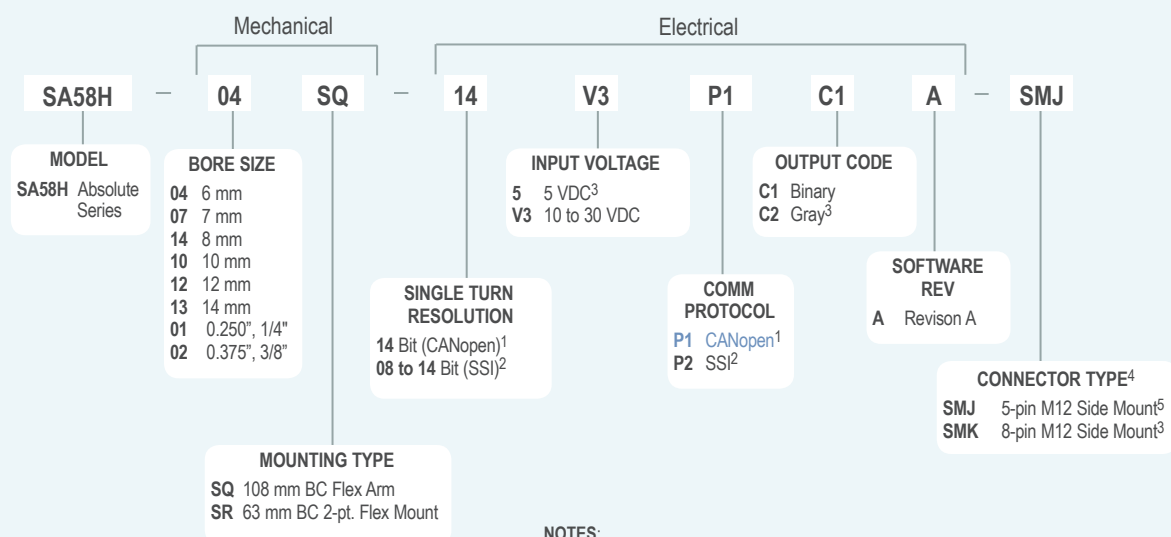 Mechanical
Electrical
SA58H – 04 SQ – 14 V3 P1 C1 A – SMJ
MODEL
SA58H Absolute
Series
BORE SIZE
04 6 mm
07 7 mm
14 8 mm
10 10 mm
12 12 mm
13 14 mm
01 0.250”, 1/4"
02 0.375”, 3/8”
MOUNTING TYPE
SQ 108 mm BC Flex Arm
SR 63 mm BC 2-pt. Flex Mount
SINGLE TURN
RESOLUTION
14 Bit (CANopen)1
08 to 14 Bit (SSI)2
INPUT VOLTAGE
5 5 VDC3
V3 10 to 30 VDC
COMM
PROTOCOL
P1 CANopen1
P2 SSI2
OUTPUT CODE
C1 Binary
C2 Gray3
SOFTWARE
REV
A Revison A
CONNECTOR TYPE4
SMJ 5-pin M12 Side Mount5
SMK 8-pin M12 Side Mount3
NOTES: